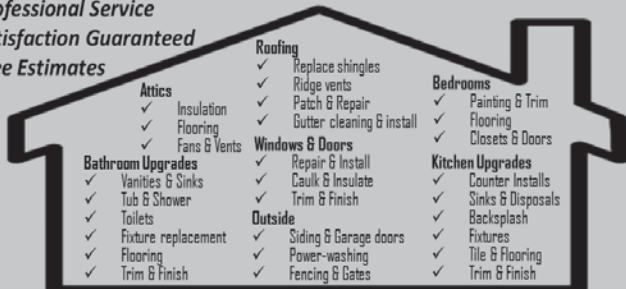 Professional Service
Satisfaction Guaranteed
Free Estimates
Attics
✓ Insulation
✓ Flooring
✓ Fans & Vents
Bathroom Upgrades
✓ Vanities & Sinks
✓ Tub & Shower
✓ Toilets
✓ Fixture replacement
✓ Flooring
✓ Trim & Finish
Roofing
✓ Replace shingles
✓ Ridge vents
✓ Patch & Repair
✓ Gutter cleaning & install
Windows & Doors
✓ Repair & Install
✓ Caulk & Insulate
✓ Trim & Finish
Outside
✓ Siding & Garage doors
✓ Power-washing
✓ Fencing & Gates
Bedrooms
✓ Painting & Trim
✓ Flooring
✓ Closets & Doors
Kitchen Upgrades
✓ Counter Installs
✓ Sinks & Disposals
✓ Backsplash
✓ Fixtures
✓ Tile & Flooring
✓ Trim & Finish